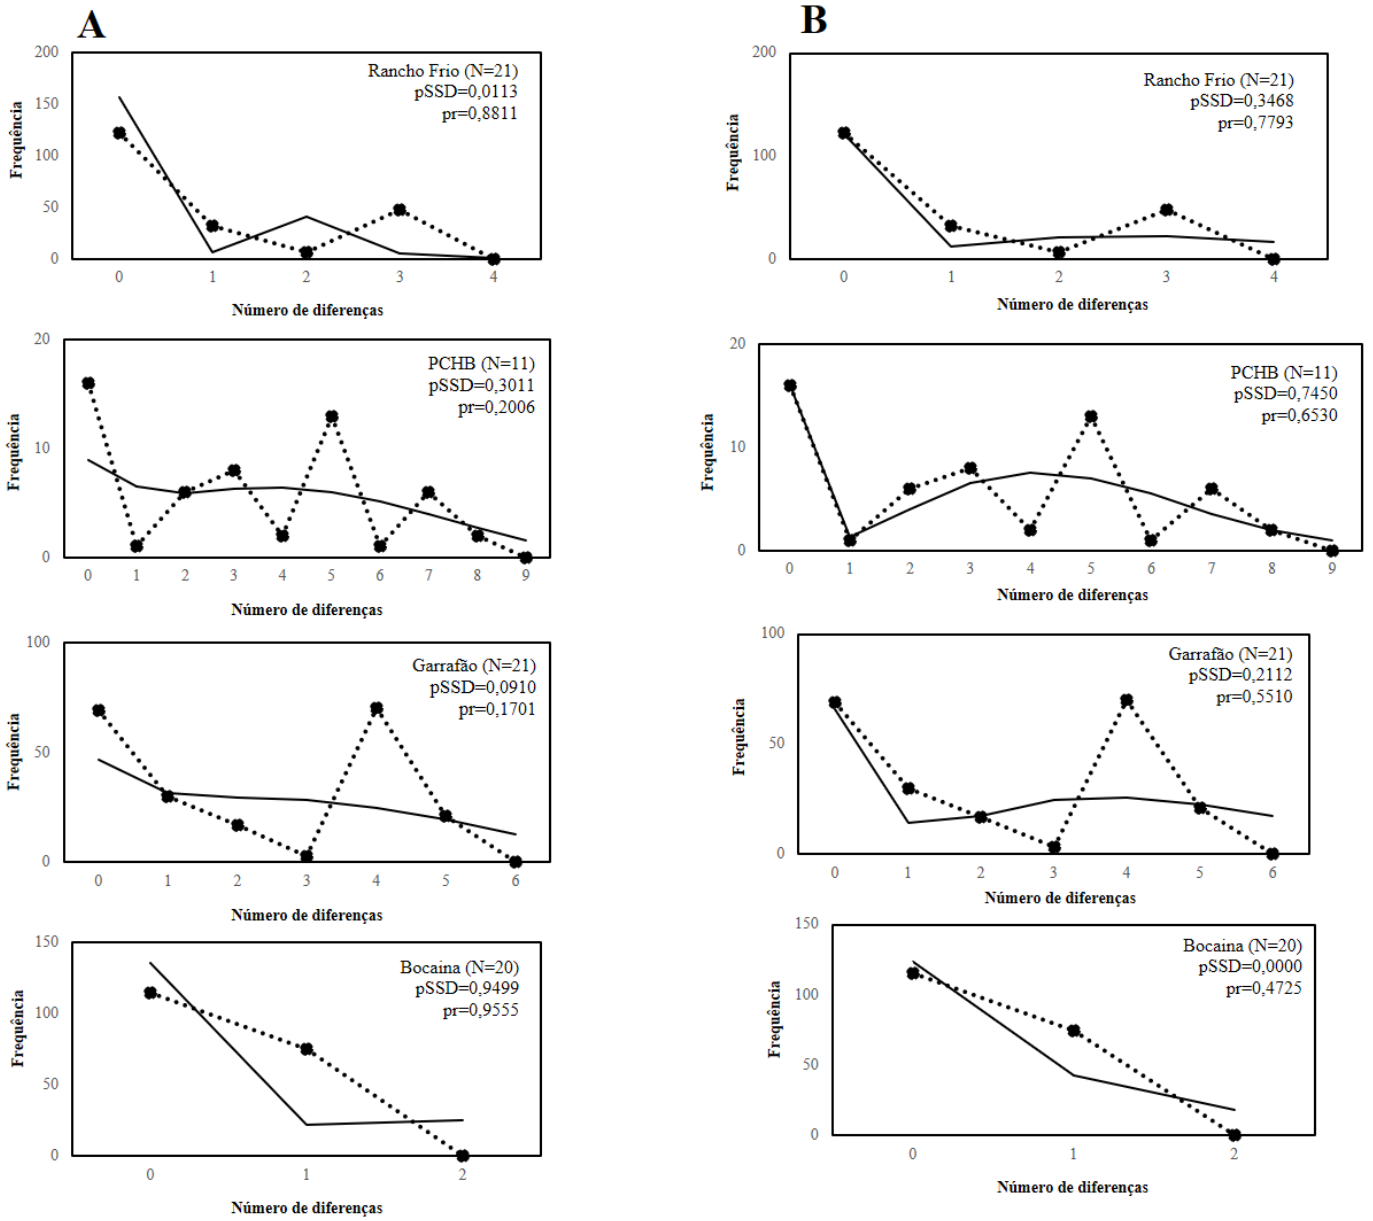 A
200
150
100
50
0
Frequência
Rancho Frio (N=21)
pSSD=0,0113
pr=0,8811
0 1 2 3 4
Número de diferenças
20
10
0
Frequência
PCHB (N=11)
pSSD=0,3011
pr=0,2006
0 1 2 3 4 5 6 7 8 9
Número de diferenças
100
50
0
Frequência
Garrafão (N=21)
pSSD=0,0910
pr=0,1701
0 1 2 3 4 5 6
Número de diferenças
150
100
50
0
Frequência
Bocaina (N=20)
pSSD=0,9499
pr=0,9555
0 1 2
Número de diferenças
B
200
100
0
Frequência
Rancho Frio (N=21)
pSSD=0,3468
pr=0,7793
0 1 2 3 4
Número de diferenças
20
10
0
Frequência
PCHB (N=11)
pSSD=0,7450
pr=0,6530
0 1 2 3 4 5 6 7 8 9
Número de diferenças
100
50
0
Frequência
Garrafão (N=21)
pSSD=0,2112
pr=0,5510
0 1 2 3 4 5 6
Número de diferenças
150
100
50
0
Frequência
Bocaina (N=20)
pSSD=0,0000
pr=0,4725
0 1 2
Número de diferenças